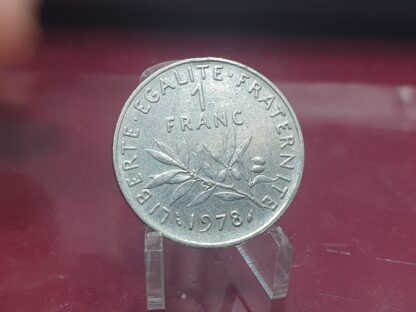 LIBERTE · EGALITE · FRATERNITE
1
FRANC
1978